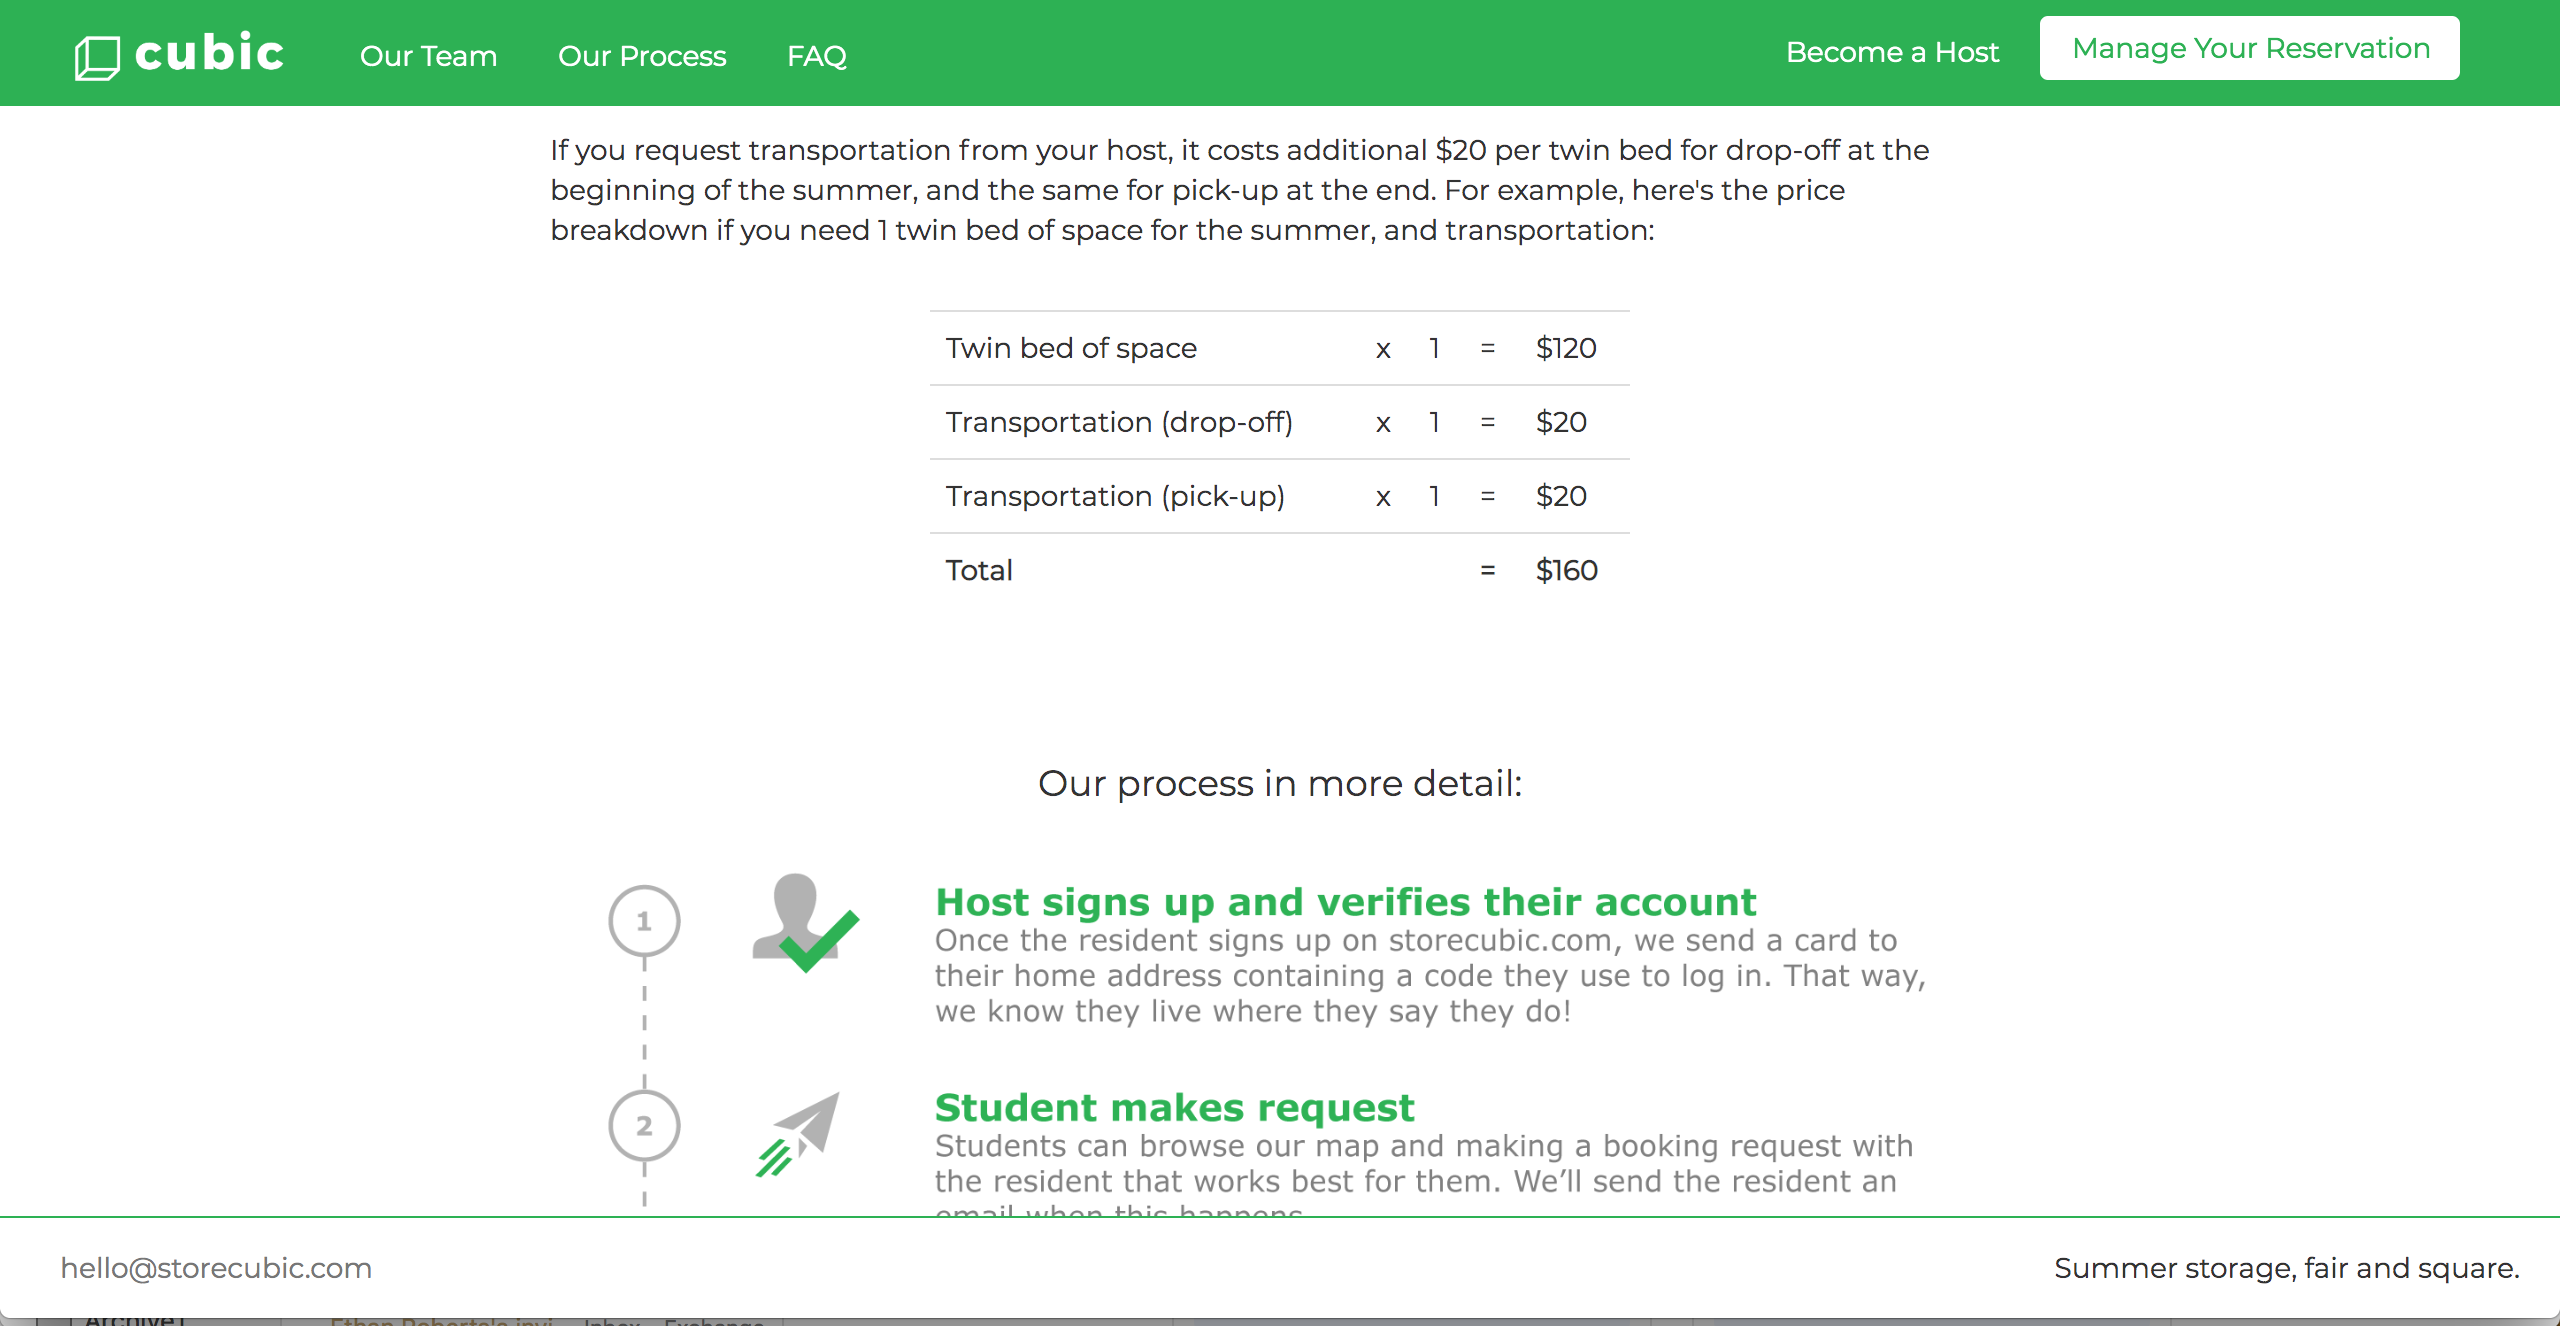 cubic
Our Team
Our Process
FAQ
Become a Host
Manage Your Reservation
If you request transportation from your host, it costs additional $20 per twin bed for drop-off at the
beginning of the summer, and the same for pick-up at the end. For example, here's the price
breakdown if you need 1 twin bed of space for the summer, and transportation:
Twin bed of space x 1 = $120
Transportation (drop-off) x 1 = $20
Transportation (pick-up) x 1 = $20
Total = $160
Our process in more detail:
1
Host signs up and verifies their account
Once the resident signs up on storecubic.com, we send a card to
their home address containing a code they use to log in. That way,
we know they live where they say they do!
2
Student makes request
Students can browse our map and making a booking request with
the resident that works best for them. We’ll send the resident an
email when this happens
hello@storecubic.com
Summer storage, fair and square.